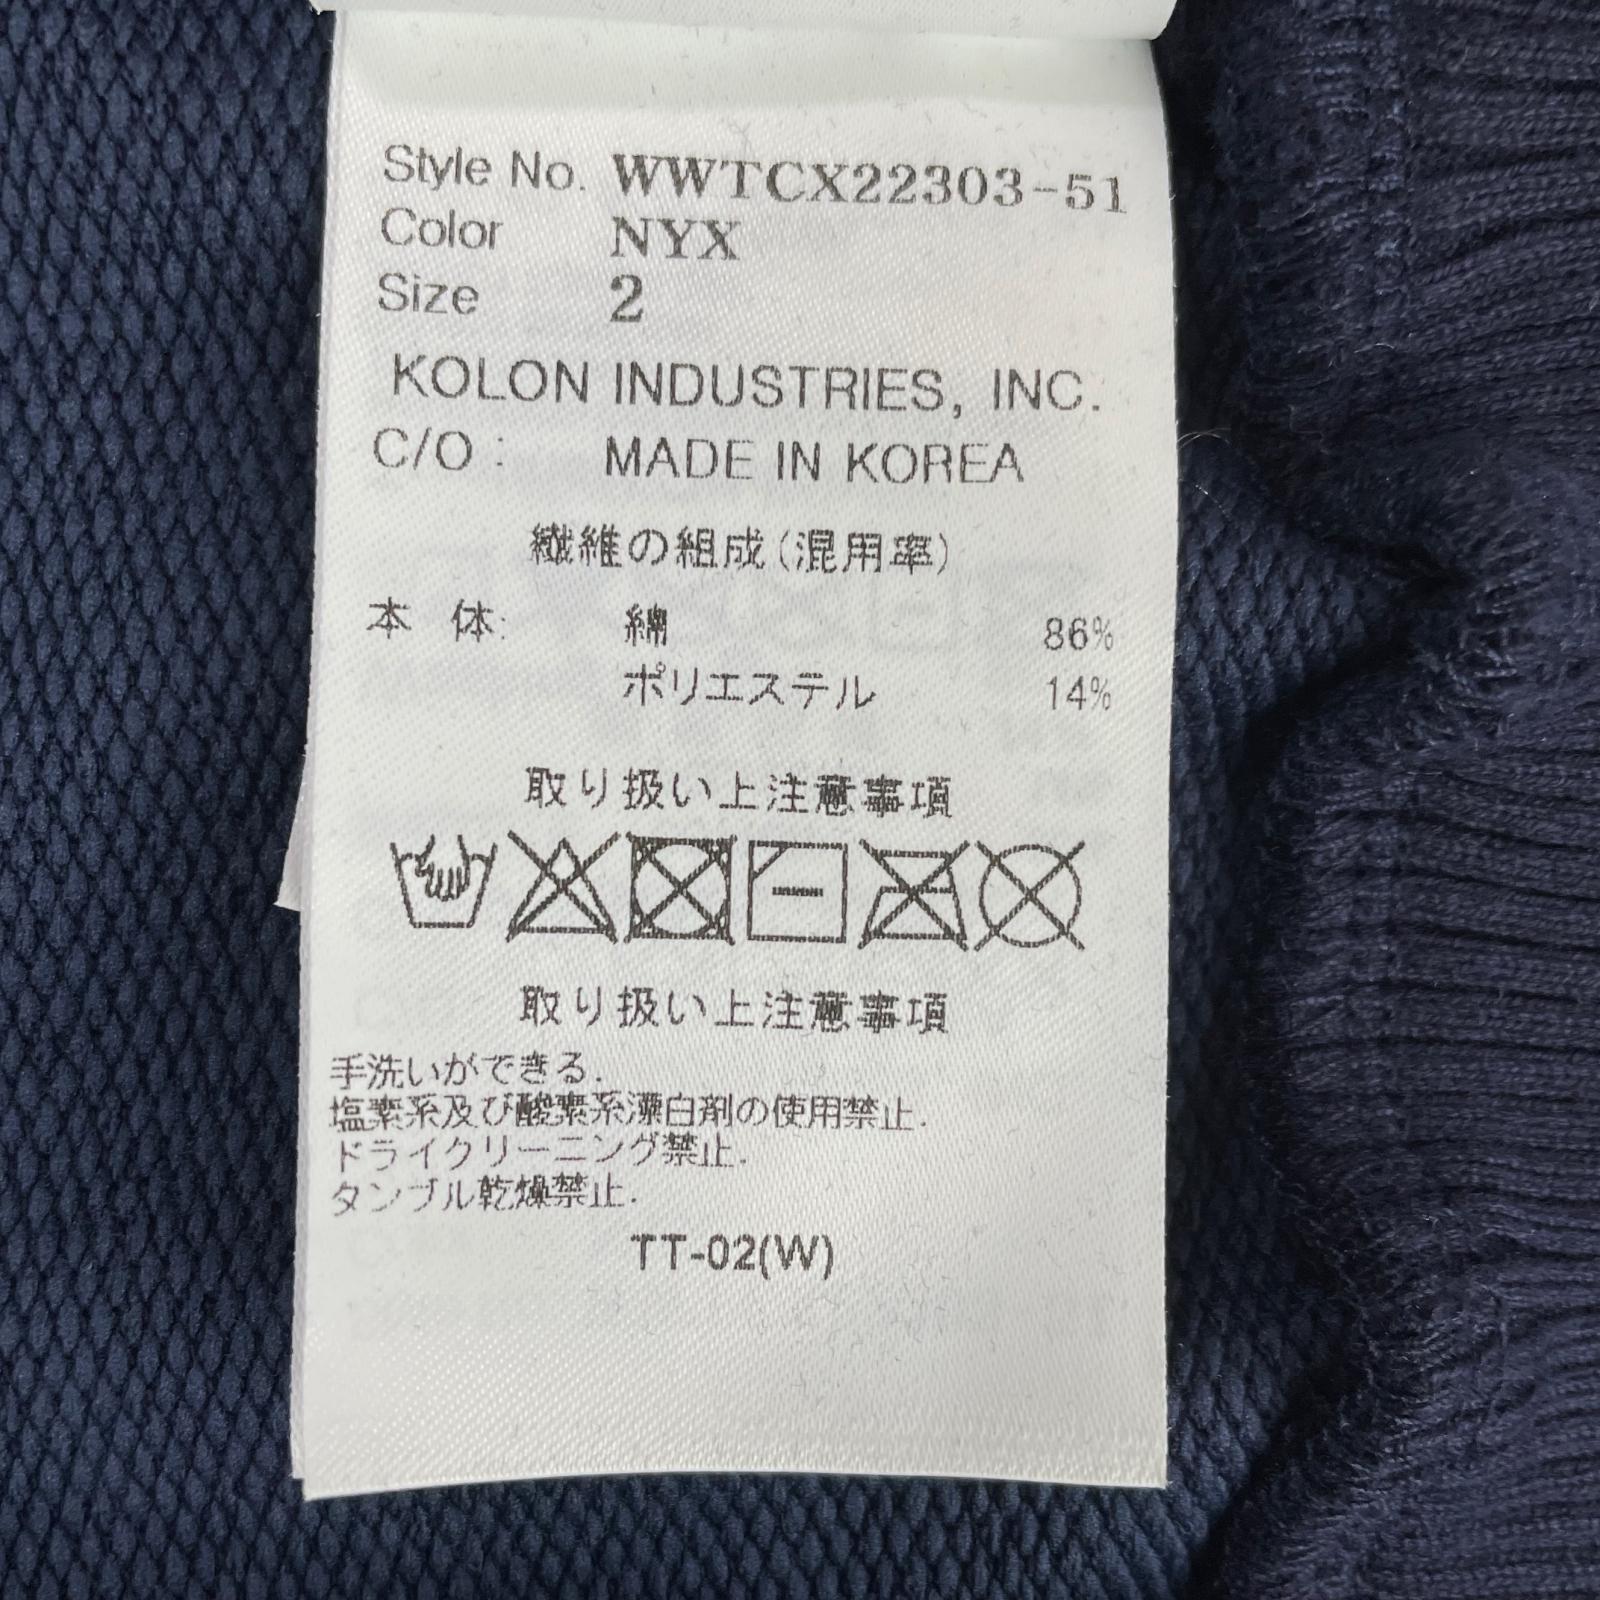 Style No. WWTCX22303-51
Color NYX
Size 2
KOLON INDUSTRIES, INC.
C/O : MADE IN KOREA
繊維の組成(混用率)
本 体: 綿 86%
ポリエステル 14%
取り扱い上注意事項
取り扱い上注意事項
手洗いができる.
塩素系及び酸素系漂白剤の使用禁止.
ドライクリーニング禁止.
タンブル乾燥禁止.
TT-02(W)